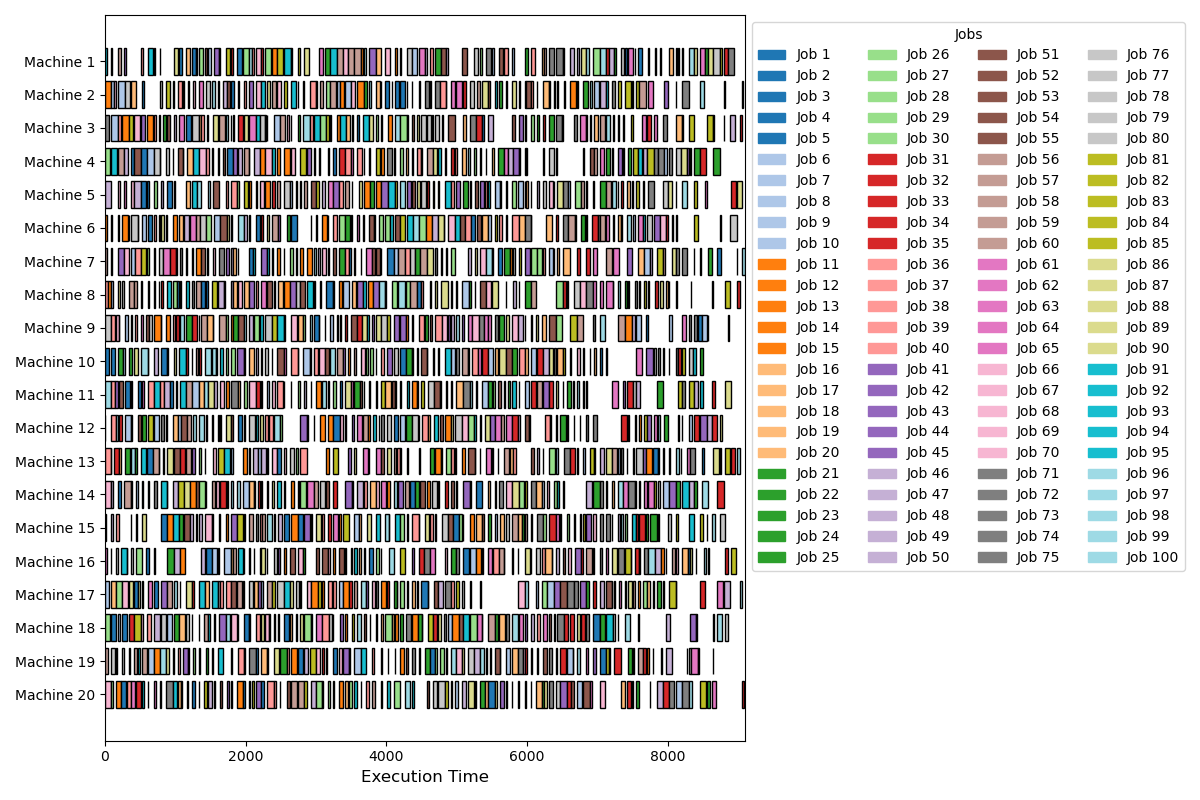 Machine 1
Machine 2
Machine 3
Machine 4
Machine 5
Machine 6
Machine 7
Machine 8
Machine 9
Machine 10
Machine 11
Machine 12
Machine 13
Machine 14
Machine 15
Machine 16
Machine 17
Machine 18
Machine 19
Machine 20
0 2000 4000 6000 8000
Execution Time
Jobs
Job 1 Job 26 Job 51 Job 76
Job 2 Job 27 Job 52 Job 77
Job 3 Job 28 Job 53 Job 78
Job 4 Job 29 Job 54 Job 79
Job 5 Job 30 Job 55 Job 80
Job 6 Job 31 Job 56 Job 81
Job 7 Job 32 Job 57 Job 82
Job 8 Job 33 Job 58 Job 83
Job 9 Job 34 Job 59 Job 84
Job 10 Job 35 Job 60 Job 85
Job 11 Job 36 Job 61 Job 86
Job 12 Job 37 Job 62 Job 87
Job 13 Job 38 Job 63 Job 88
Job 14 Job 39 Job 64 Job 89
Job 15 Job 40 Job 65 Job 90
Job 16 Job 41 Job 66 Job 91
Job 17 Job 42 Job 67 Job 92
Job 18 Job 43 Job 68 Job 93
Job 19 Job 44 Job 69 Job 94
Job 20 Job 45 Job 70 Job 95
Job 21 Job 46 Job 71 Job 96
Job 22 Job 47 Job 72 Job 97
Job 23 Job 48 Job 73 Job 98
Job 24 Job 49 Job 74 Job 99
Job 25 Job 50 Job 75 Job 100